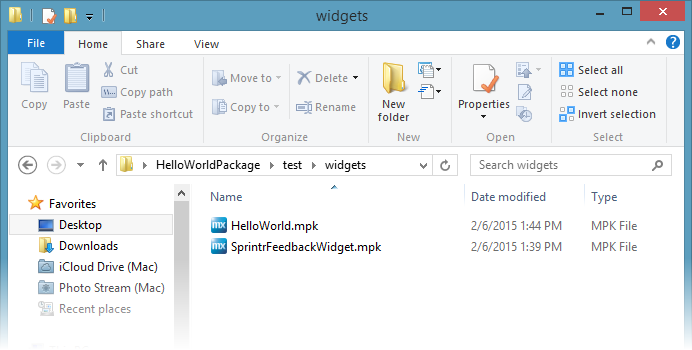 widgets
File Home Share View
Copy
Paste
Cut
Copy path
Paste shortcut
Clipboard
Move to
Copy to
Delete
Rename
Organize
New folder
New
Properties
Open
Select all
Select none
Invert selection
Select
HelloWorldPackage test widgets
Search widgets
Favorites
Desktop
Downloads
iCloud Drive (Mac)
Photo Stream (Mac)
Recent places
Name Date modified Type
mx HelloWorld.mpk 2/6/2015 1:44 PM MPK File
mx SprintrFeedbackWidget.mpk 2/6/2015 1:39 PM MPK File